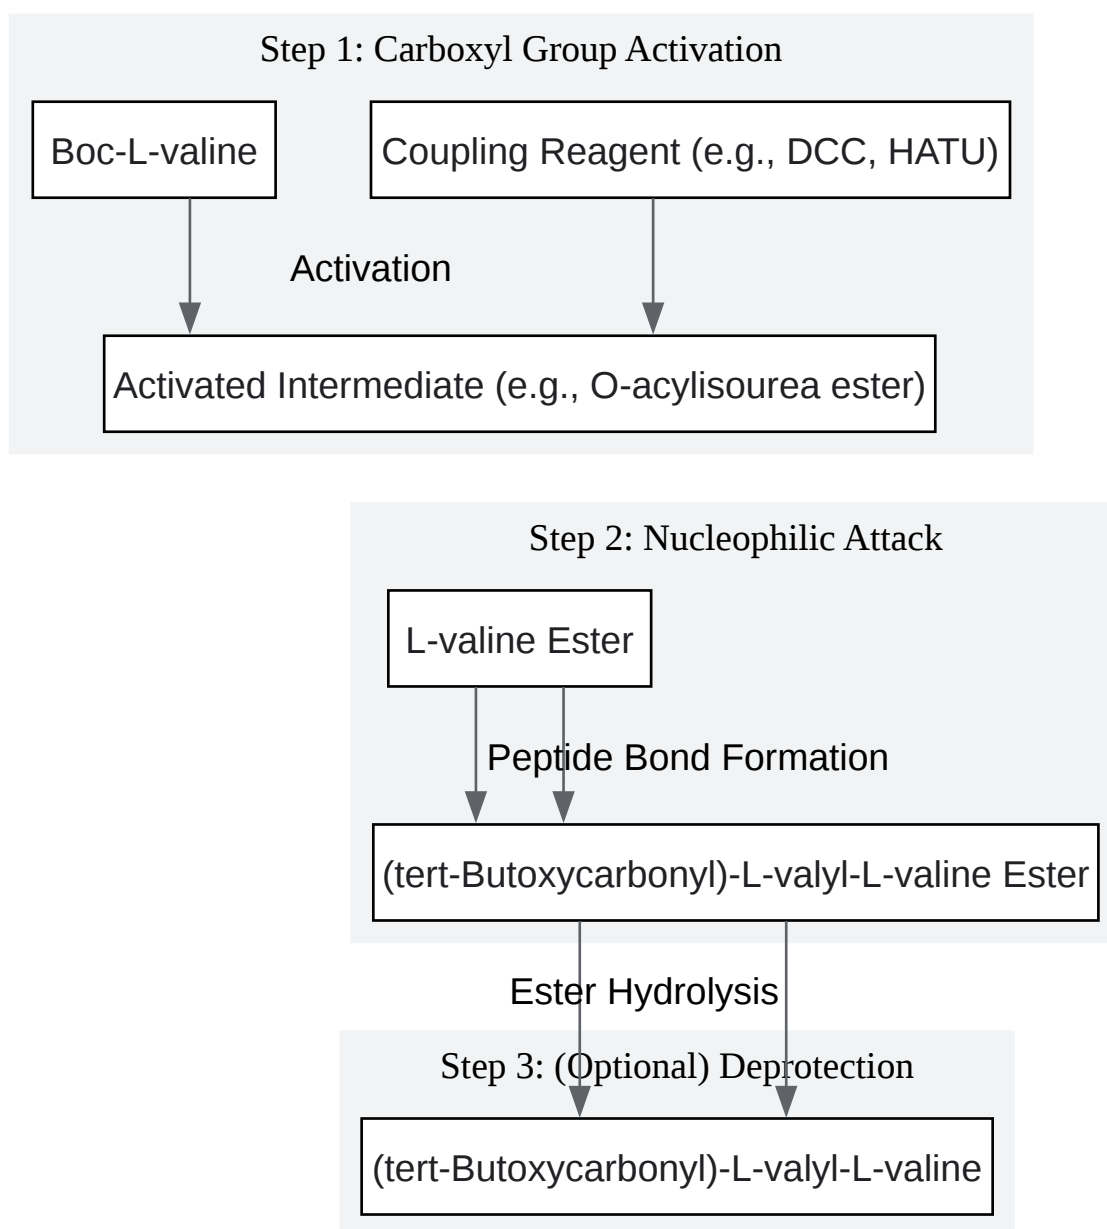 Step 1: Carboxyl Group Activation
Boc-L-valine
Coupling Reagent (e.g., DCC, HATU)
Activation
Activated Intermediate (e.g., O-acylisourea ester)
Step 2: Nucleophilic Attack
L-valine Ester
Peptide Bond Formation
(tert-Butoxycarbonyl)-L-valyl-L-valine Ester
Ester Hydrolysis
Step 3: (Optional) Deprotection
(tert-Butoxycarbonyl)-L-valyl-L-valine